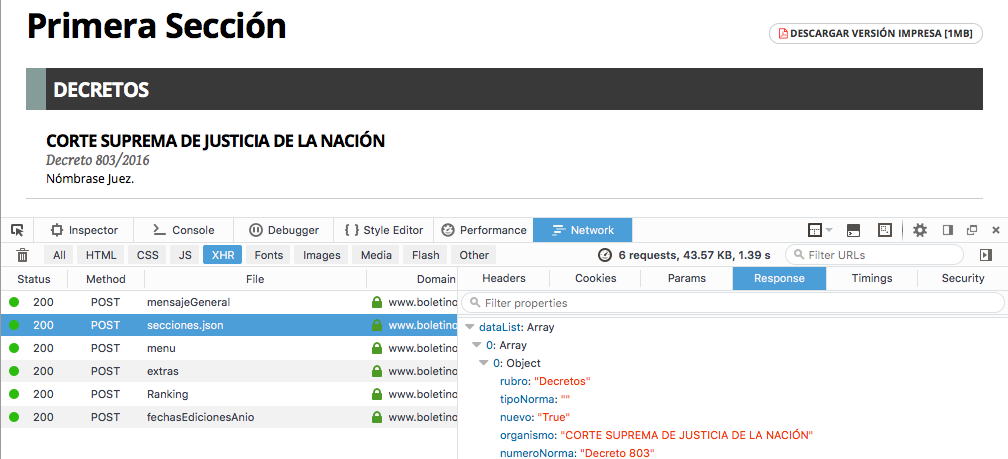 Primera Sección
DESCARGAR VERSIÓN IMPRESA [1MB]
DECRETOS
CORTE SUPREMA DE JUSTICIA DE LA NACIÓN
Decreto 803/2016
Nómbrase Juez.
Inspector Console Debugger { } Style Editor Performance Network
All HTML CSS JS XHR Fonts Images Media Flash Other 6 requests, 43.57 KB, 1.39 s Filter URLs
Status Method File Domain Headers Cookies Params Response Timings Security
200 POST mensajeGeneral www.boletino
Filter properties
200 POST secciones.json www.boletino
dataList: Array
200 POST menu www.boletino
0: Array
200 POST extras www.boletino
0: Object
rubro: "Decretos"
200 POST Ranking www.boletino
tipoNorma: ""
200 POST fechasEdicionesAnio www.boletino
nuevo: "True"
organismo: "CORTE SUPREMA DE JUSTICIA DE LA NACIÓN"
numeroNorma: "Decreto 803"